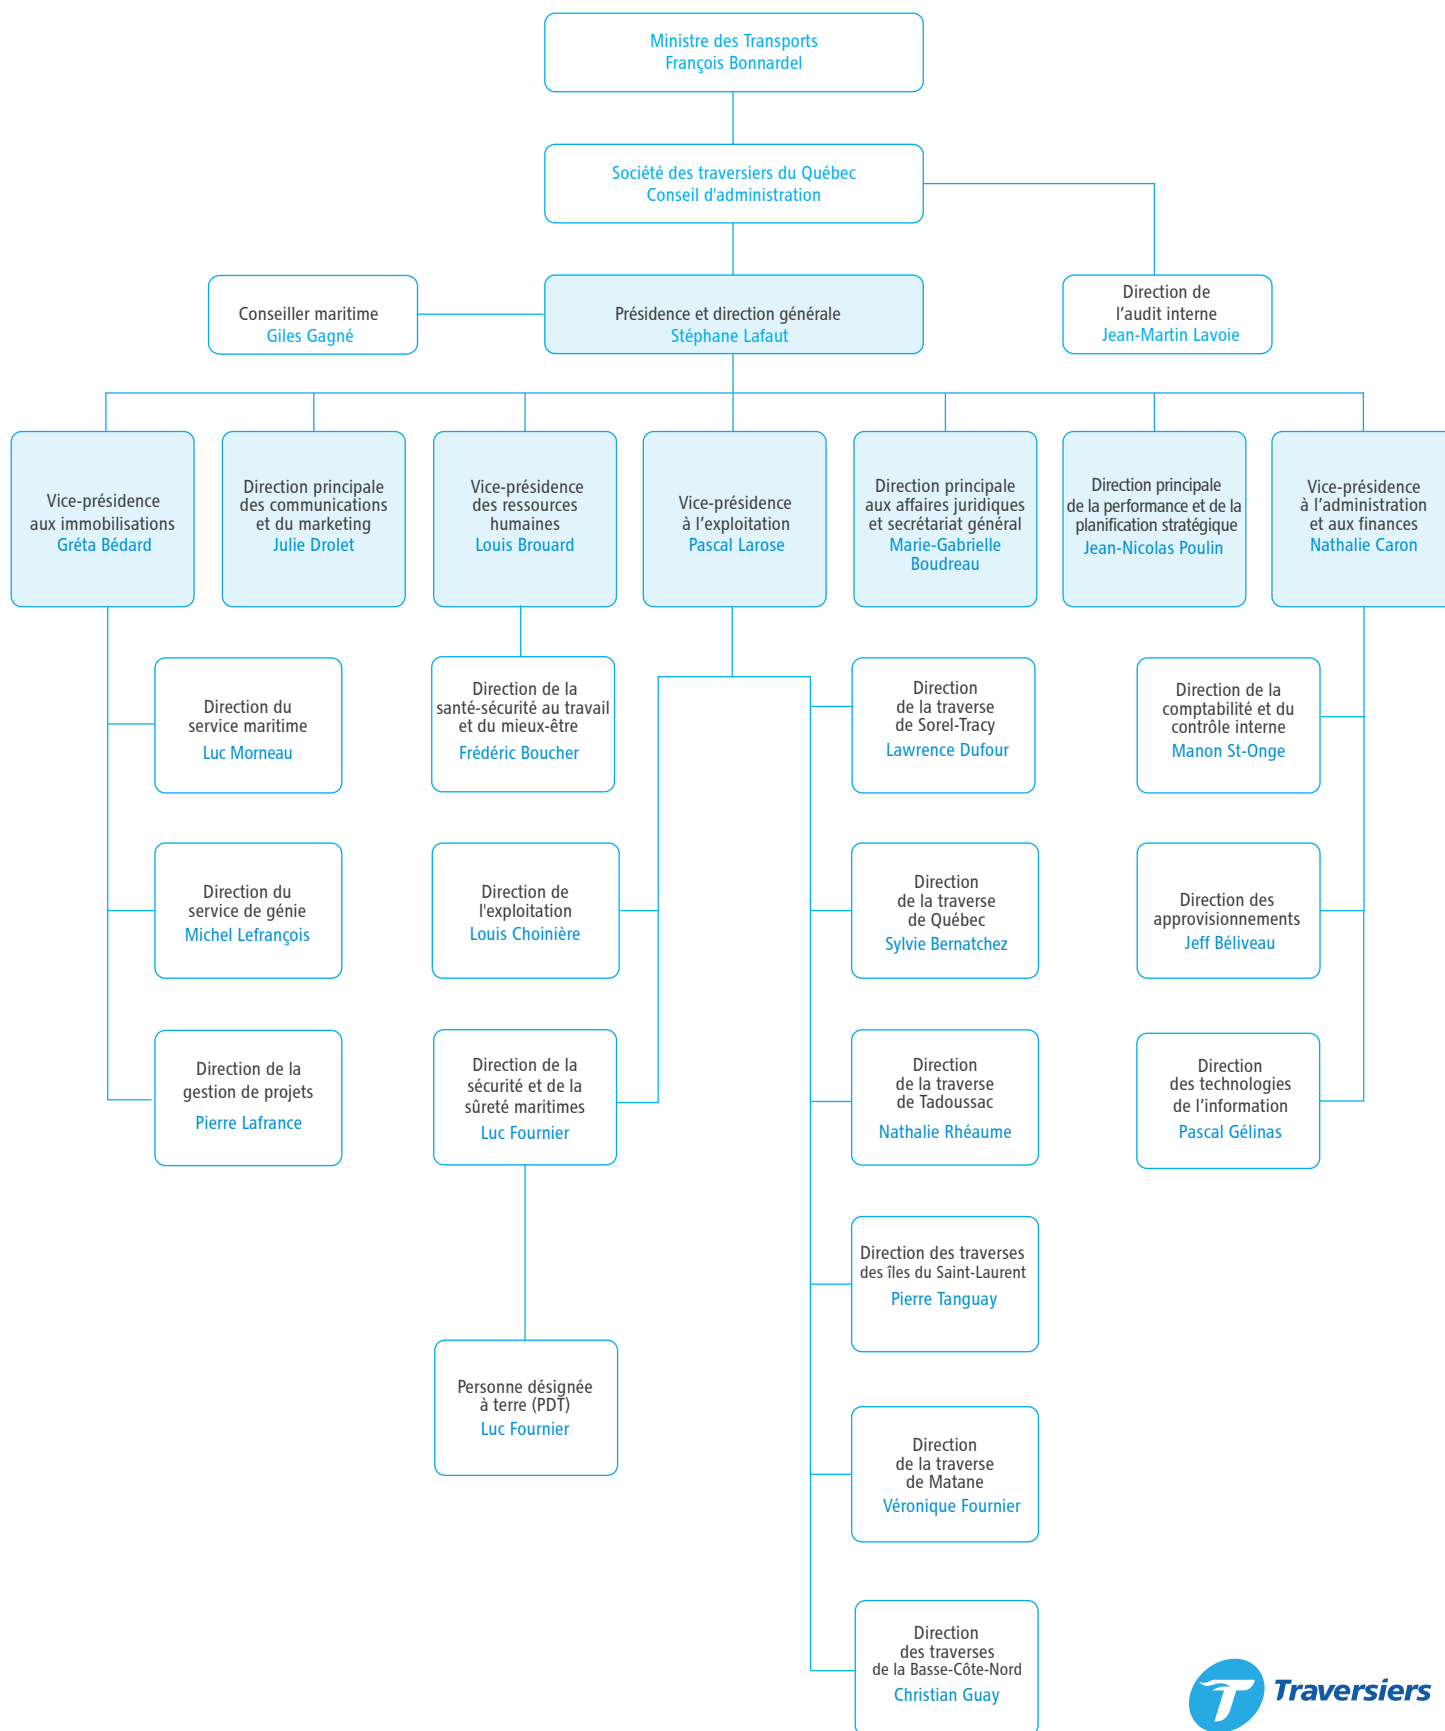 Ministre des Transports
François Bonnardel
Société des traversiers du Québec
Conseil d'administration
Conseiller maritime
Giles Gagné
Présidence et direction générale
Stéphane Lafaut
Direction de
l’audit interne
Jean-Martin Lavoie
Vice-présidence
aux immobilisations
Gréta Bédard
Direction principale
des communications
et du marketing
Julie Drolet
Vice-présidence
des ressources
humaines
Louis Brouard
Vice-présidence
à l’exploitation
Pascal Larose
Direction principale
aux affaires juridiques
et secrétariat général
Marie-Gabrielle
Boudreau
Direction principale
de la performance et de la
planification stratégique
Jean-Nicolas Poulin
Vice-présidence
à l’administration
et aux finances
Nathalie Caron
Direction du
service maritime
Luc Morneau
Direction de la
santé-sécurité au travail
et du mieux-être
Frédéric Boucher
Direction
de la traverse
de Sorel-Tracy
Lawrence Dufour
Direction de la
comptabilité et du
contrôle interne
Manon St-Onge
Direction du
service de génie
Michel Lefrançois
Direction de
l'exploitation
Louis Choinière
Direction
de la traverse
de Québec
Sylvie Bernatchez
Direction des
approvisionnements
Jeff Béliveau
Direction de la
gestion de projets
Pierre Lafrance
Direction de la
sécurité et de la
sûreté maritimes
Luc Fournier
Direction
de la traverse
de Tadoussac
Nathalie Rhéaume
Direction
des technologies
de l’information
Pascal Gélinas
Direction des traverses
des îles du Saint-Laurent
Pierre Tanguay
Personne désignée
à terre (PDT)
Luc Fournier
Direction
de la traverse
de Matane
Véronique Fournier
Direction
des traverses
de la Basse-Côte-Nord
Christian Guay
Traversiers